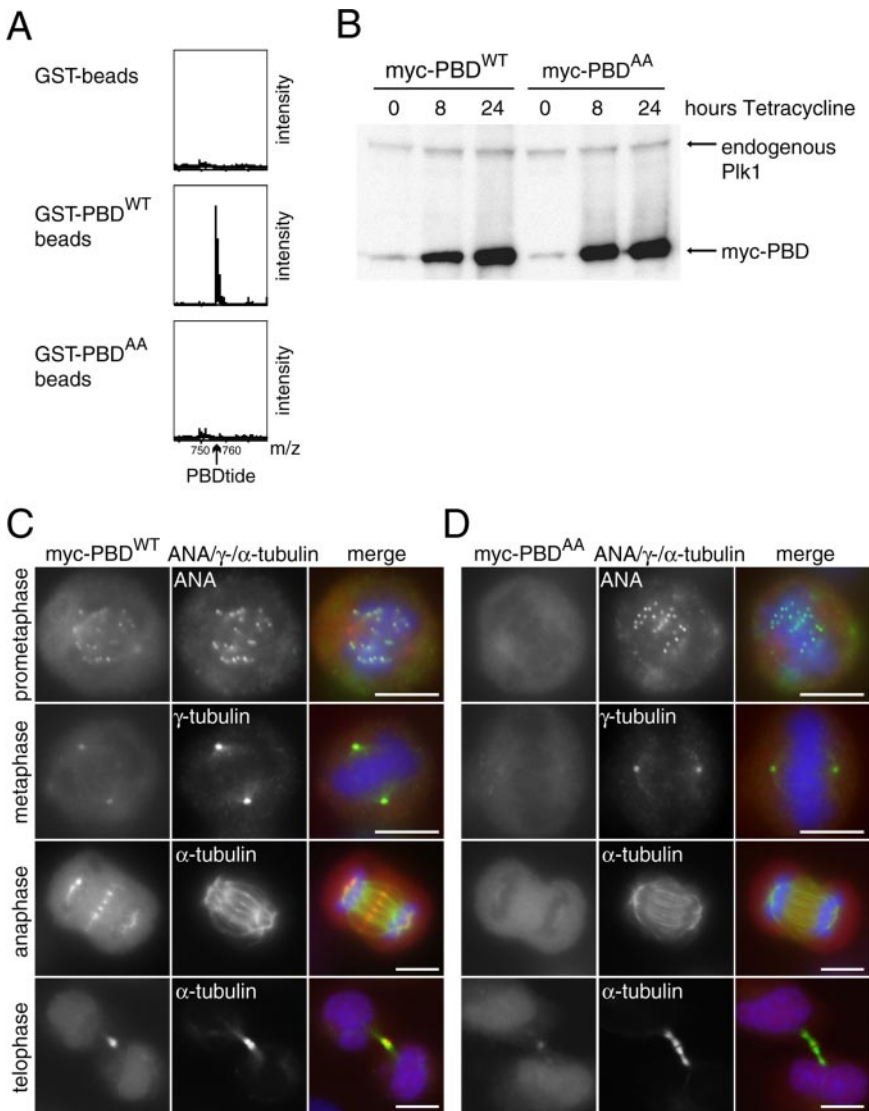 A
GST-beads
intensity
GST-PBD^WT
beads
intensity
GST-PBD^AA
beads
intensity
750 760 m/z
PBDtide
B
myc-PBD^WT myc-PBD^AA
0 8 24 0 8 24 hours Tetracycline
endogenous
Plk1
myc-PBD
C
myc-PBD^WT ANA/γ-/α-tubulin merge
prometaphase
ANA
metaphase
γ-tubulin
anaphase
α-tubulin
telophase
α-tubulin
D
myc-PBD^AA ANA/γ-/α-tubulin merge
ANA
γ-tubulin
α-tubulin
α-tubulin